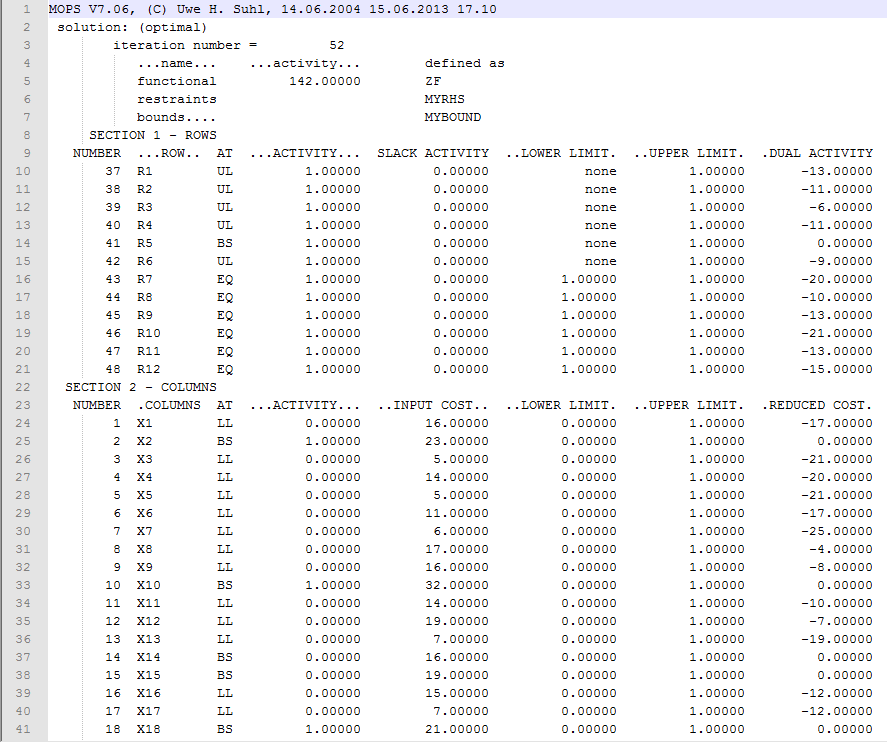 1 MOPS V7.06, (C) Uwe H. Suhl, 14.06.2004 15.06.2013 17.10
2 solution: (optimal)
3 iteration number = 52
4 ...name... ...activity... defined as
5 functional 142.00000 ZF
6 restraints MYRHS
7 bounds.... MYBOUND
8 SECTION 1 - ROWS
9 NUMBER ...ROW.. AT ...ACTIVITY... SLACK ACTIVITY ..LOWER LIMIT. ..UPPER LIMIT. .DUAL ACTIVITY
10 37 R1 UL 1.00000 0.00000 none 1.00000 -13.00000
11 38 R2 UL 1.00000 0.00000 none 1.00000 -11.00000
12 39 R3 UL 1.00000 0.00000 none 1.00000 -6.00000
13 40 R4 UL 1.00000 0.00000 none 1.00000 -11.00000
14 41 R5 BS 1.00000 0.00000 none 1.00000 0.00000
15 42 R6 UL 1.00000 0.00000 none 1.00000 -9.00000
16 43 R7 EQ 1.00000 0.00000 1.00000 1.00000 -20.00000
17 44 R8 EQ 1.00000 0.00000 1.00000 1.00000 -10.00000
18 45 R9 EQ 1.00000 0.00000 1.00000 1.00000 -13.00000
19 46 R10 EQ 1.00000 0.00000 1.00000 1.00000 -21.00000
20 47 R11 EQ 1.00000 0.00000 1.00000 1.00000 -13.00000
21 48 R12 EQ 1.00000 0.00000 1.00000 1.00000 -15.00000
22 SECTION 2 - COLUMNS
23 NUMBER .COLUMNS AT ...ACTIVITY... ..INPUT COST.. ..LOWER LIMIT. ..UPPER LIMIT. .REDUCED COST.
24 1 X1 LL 0.00000 16.00000 0.00000 1.00000 -17.00000
25 2 X2 BS 1.00000 23.00000 0.00000 1.00000 0.00000
26 3 X3 LL 0.00000 5.00000 0.00000 1.00000 -21.00000
27 4 X4 LL 0.00000 14.00000 0.00000 1.00000 -20.00000
28 5 X5 LL 0.00000 5.00000 0.00000 1.00000 -21.00000
29 6 X6 LL 0.00000 11.00000 0.00000 1.00000 -17.00000
30 7 X7 LL 0.00000 6.00000 0.00000 1.00000 -25.00000
31 8 X8 LL 0.00000 17.00000 0.00000 1.00000 -4.00000
32 9 X9 LL 0.00000 16.00000 0.00000 1.00000 -8.00000
33 10 X10 BS 1.00000 32.00000 0.00000 1.00000 0.00000
34 11 X11 LL 0.00000 14.00000 0.00000 1.00000 -10.00000
35 12 X12 LL 0.00000 19.00000 0.00000 1.00000 -7.00000
36 13 X13 LL 0.00000 7.00000 0.00000 1.00000 -19.00000
37 14 X14 BS 0.00000 16.00000 0.00000 1.00000 0.00000
38 15 X15 BS 0.00000 19.00000 0.00000 1.00000 0.00000
39 16 X16 LL 0.00000 15.00000 0.00000 1.00000 -12.00000
40 17 X17 LL 0.00000 7.00000 0.00000 1.00000 -12.00000
41 18 X18 BS 1.00000 21.00000 0.00000 1.00000 0.00000